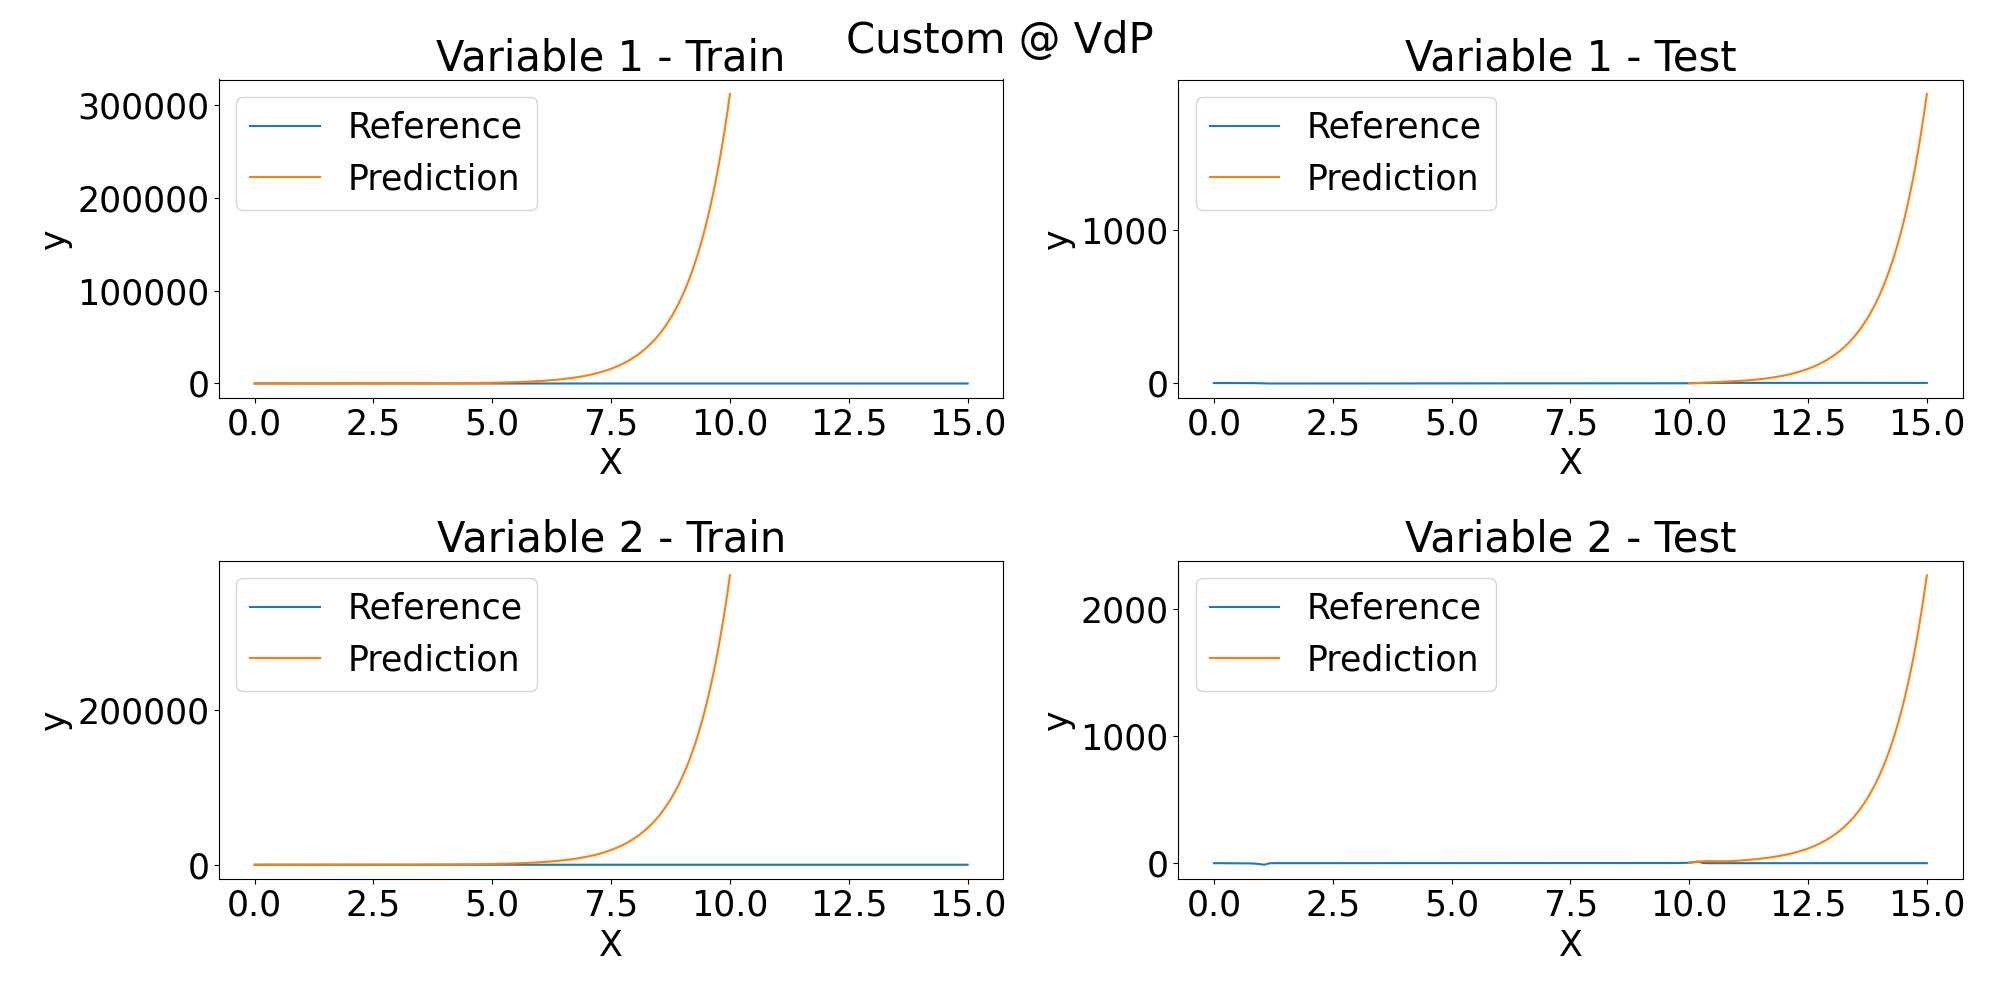 Custom @ VdP
Variable 1 - Train
Reference
Prediction
300000
200000
100000
0
y
0.0 2.5 5.0 7.5 10.0 12.5 15.0
X
Variable 1 - Test
Reference
Prediction
1000
0
y
0.0 2.5 5.0 7.5 10.0 12.5 15.0
X
Variable 2 - Train
Reference
Prediction
200000
0
y
0.0 2.5 5.0 7.5 10.0 12.5 15.0
X
Variable 2 - Test
Reference
Prediction
2000
1000
0
y
0.0 2.5 5.0 7.5 10.0 12.5 15.0
X